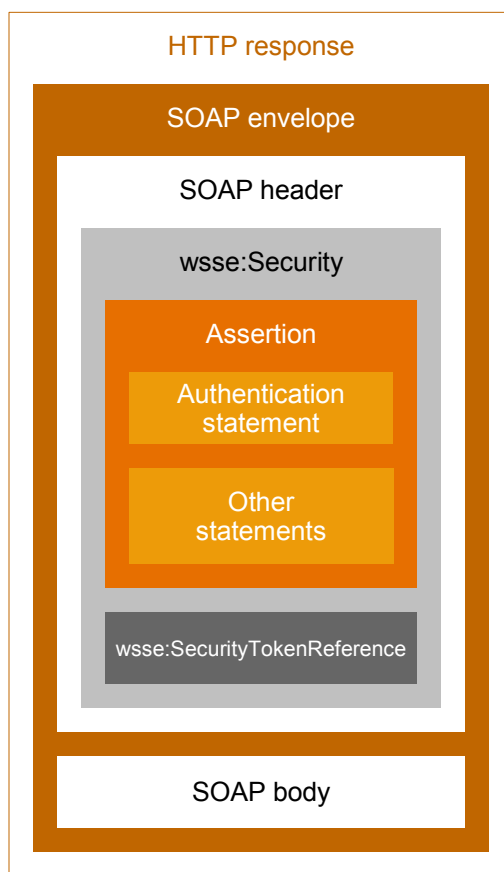 HTTP response
SOAP envelope
SOAP header
wsse:Security
Assertion
Authentication
statement
Other
statements
wsse:SecurityTokenReference
SOAP body